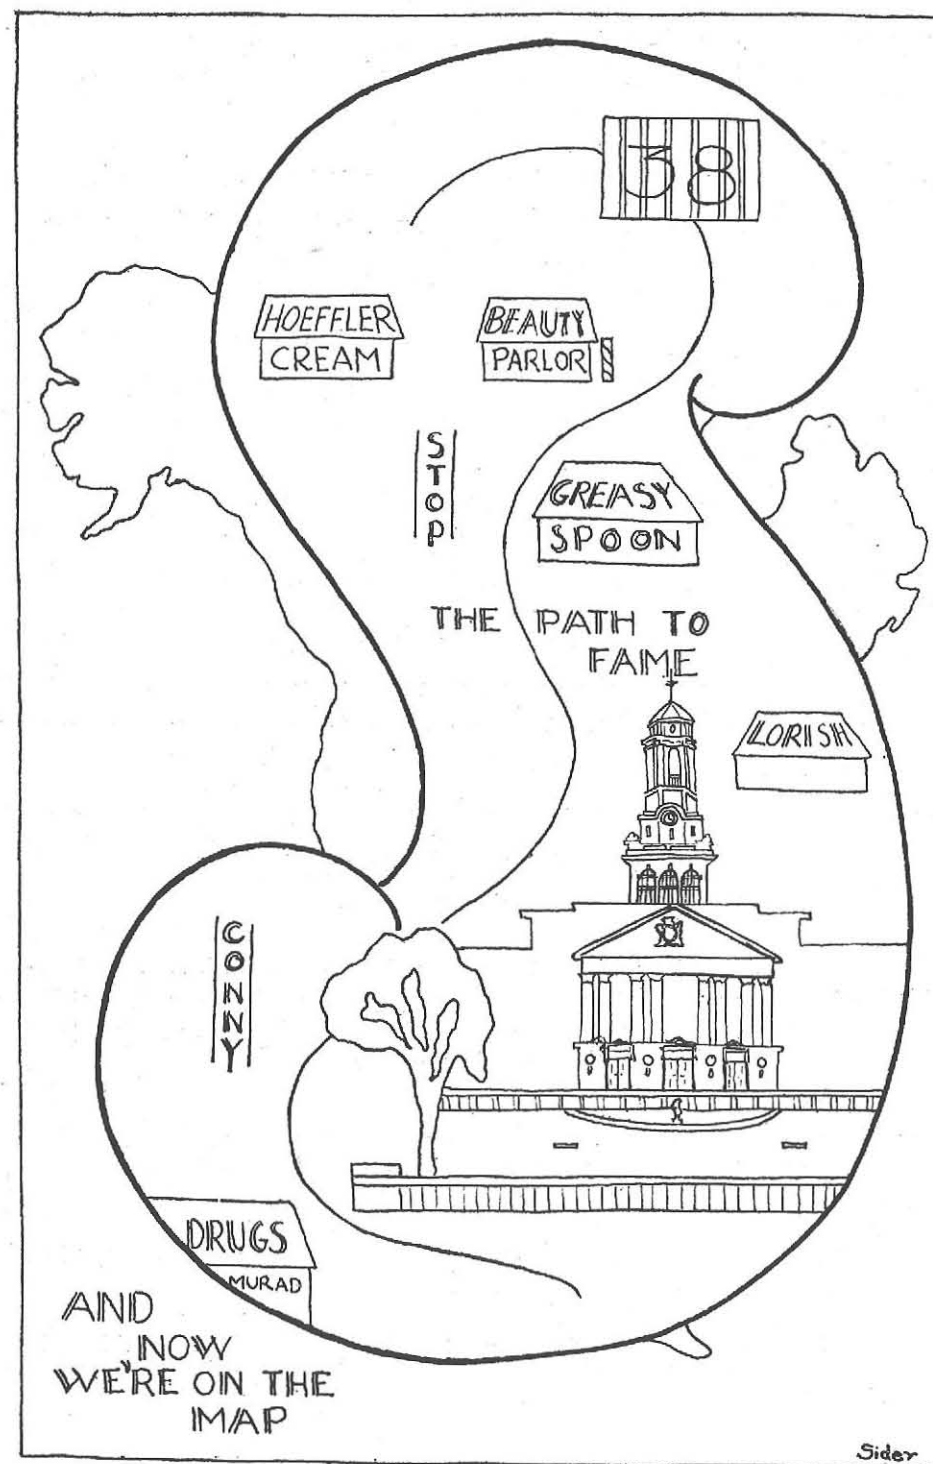 38
HOEFFLER
CREAM
BEAUTY
PARLOR
STOP
GREASY
SPOON
THE PATH TO
FAME
LORISH
CONNY
DRUGS
MURAD
AND
NOW
WE'RE ON THE
MAP
Sider